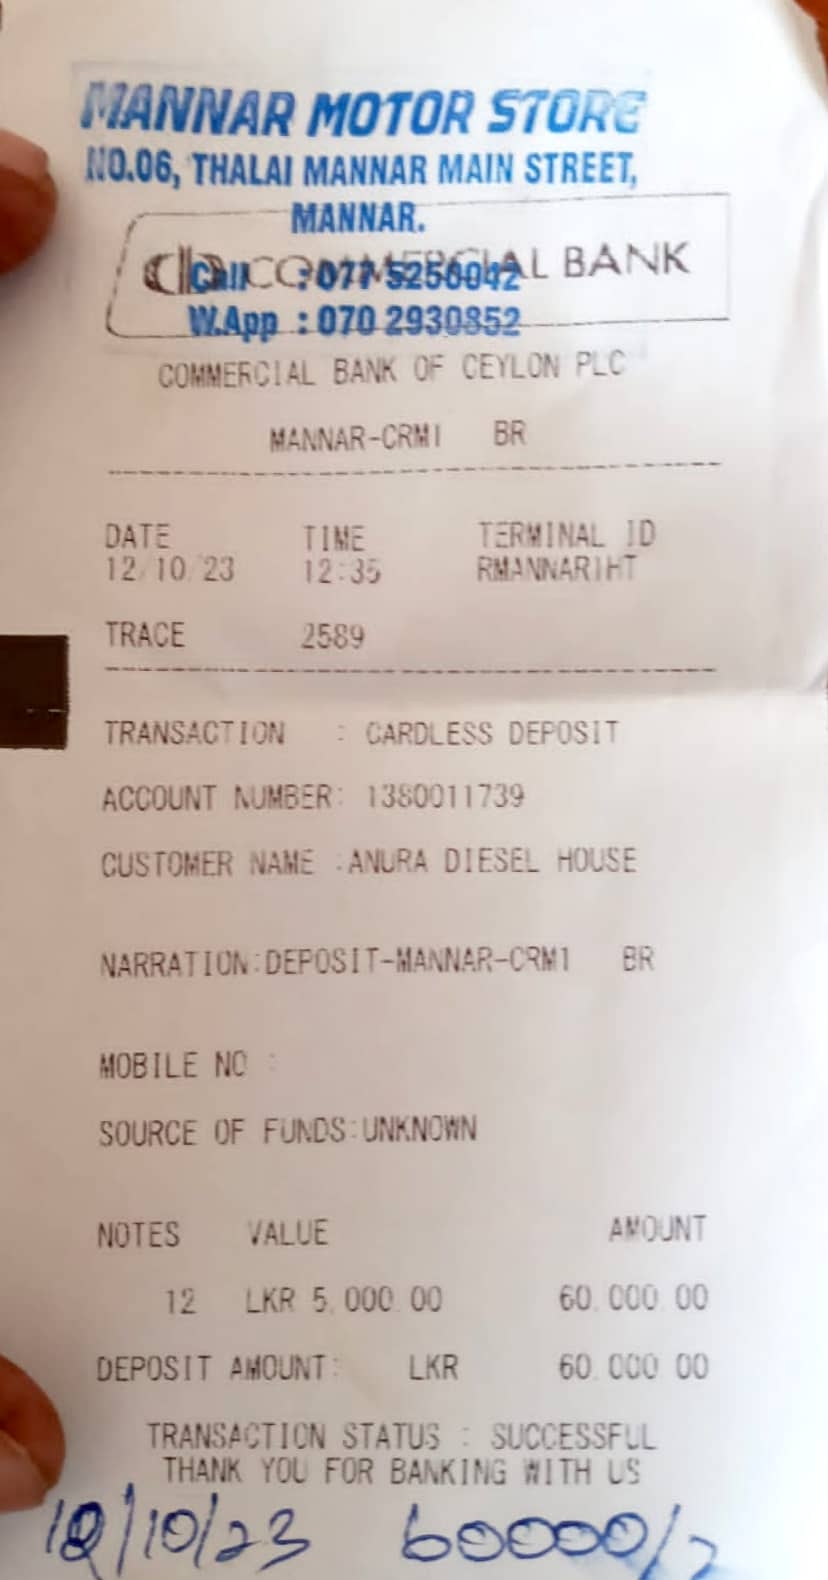 MANNAR MOTOR STORE
NO.06, THALAI MANNAR MAIN STREET,
MANNAR.
COMMERCIAL BANK
Call : 077 5256042
W.App : 070 2930852
COMMERCIAL BANK OF CEYLON PLC
MANNAR-CRM1 BR
DATE TIME TERMINAL ID
12/10/23 12:35 RMANNAR1HT
TRACE 2589
TRANSACTION : CARDLESS DEPOSIT
ACCOUNT NUMBER: 1380011739
CUSTOMER NAME :ANURA DIESEL HOUSE
NARRATION:DEPOSIT-MANNAR-CRM1 BR
MOBILE NO :
SOURCE OF FUNDS:UNKNOWN
NOTES VALUE AMOUNT
12 LKR 5,000.00 60,000.00
DEPOSIT AMOUNT: LKR 60,000.00
TRANSACTION STATUS : SUCCESSFUL
THANK YOU FOR BANKING WITH US
12/10/23 60000/=